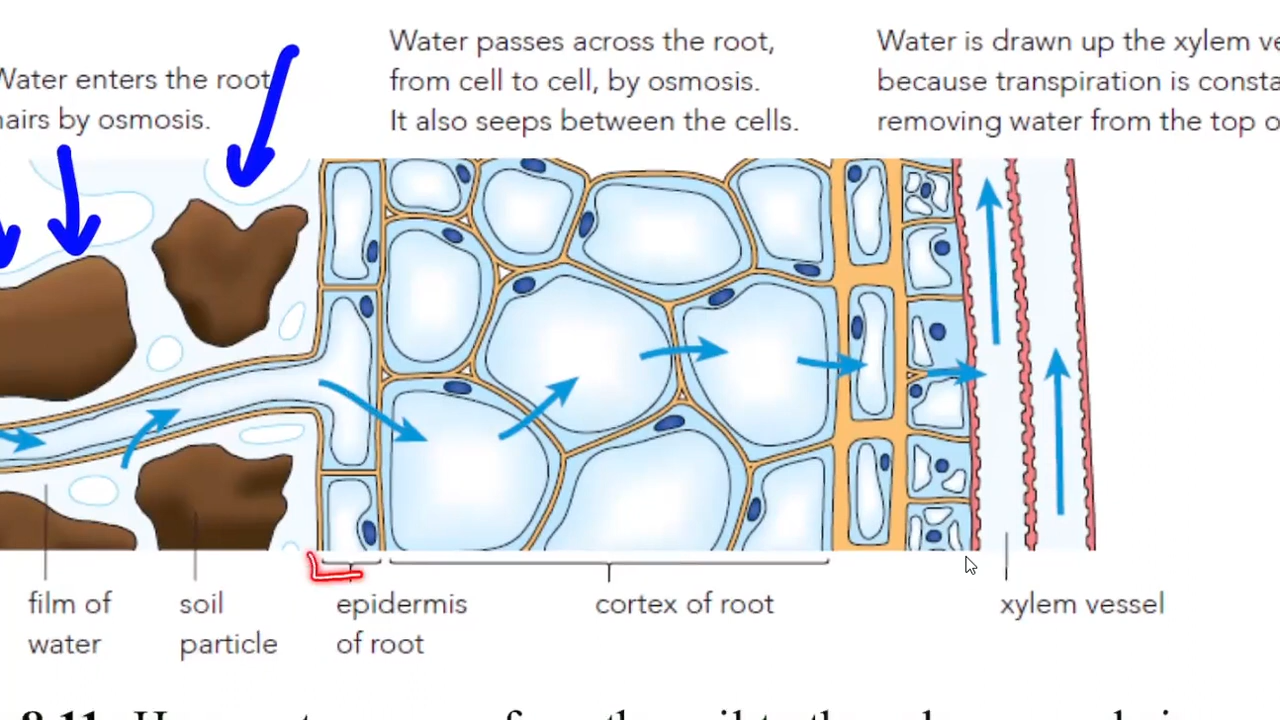 Water enters the root
hairs by osmosis.
Water passes across the root,
from cell to cell, by osmosis.
It also seeps between the cells.
Water is drawn up the xylem
because transpiration is
removing water from the top
film of
water
soil
particle
epidermis
of root
cortex of root
xylem vessel
8.11